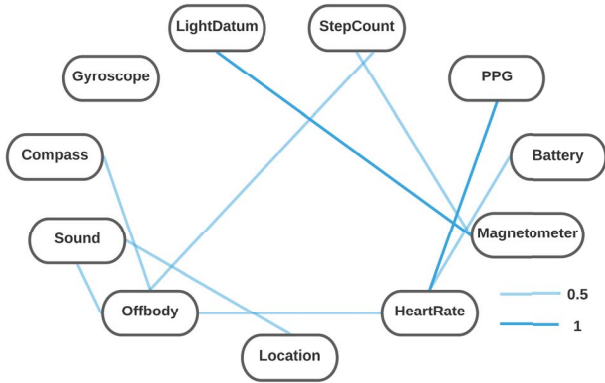 LightDatum
StepCount
Gyroscope
PPG
Compass
Battery
Sound
Magnetometer
Offbody
HeartRate
0.5
1
Location